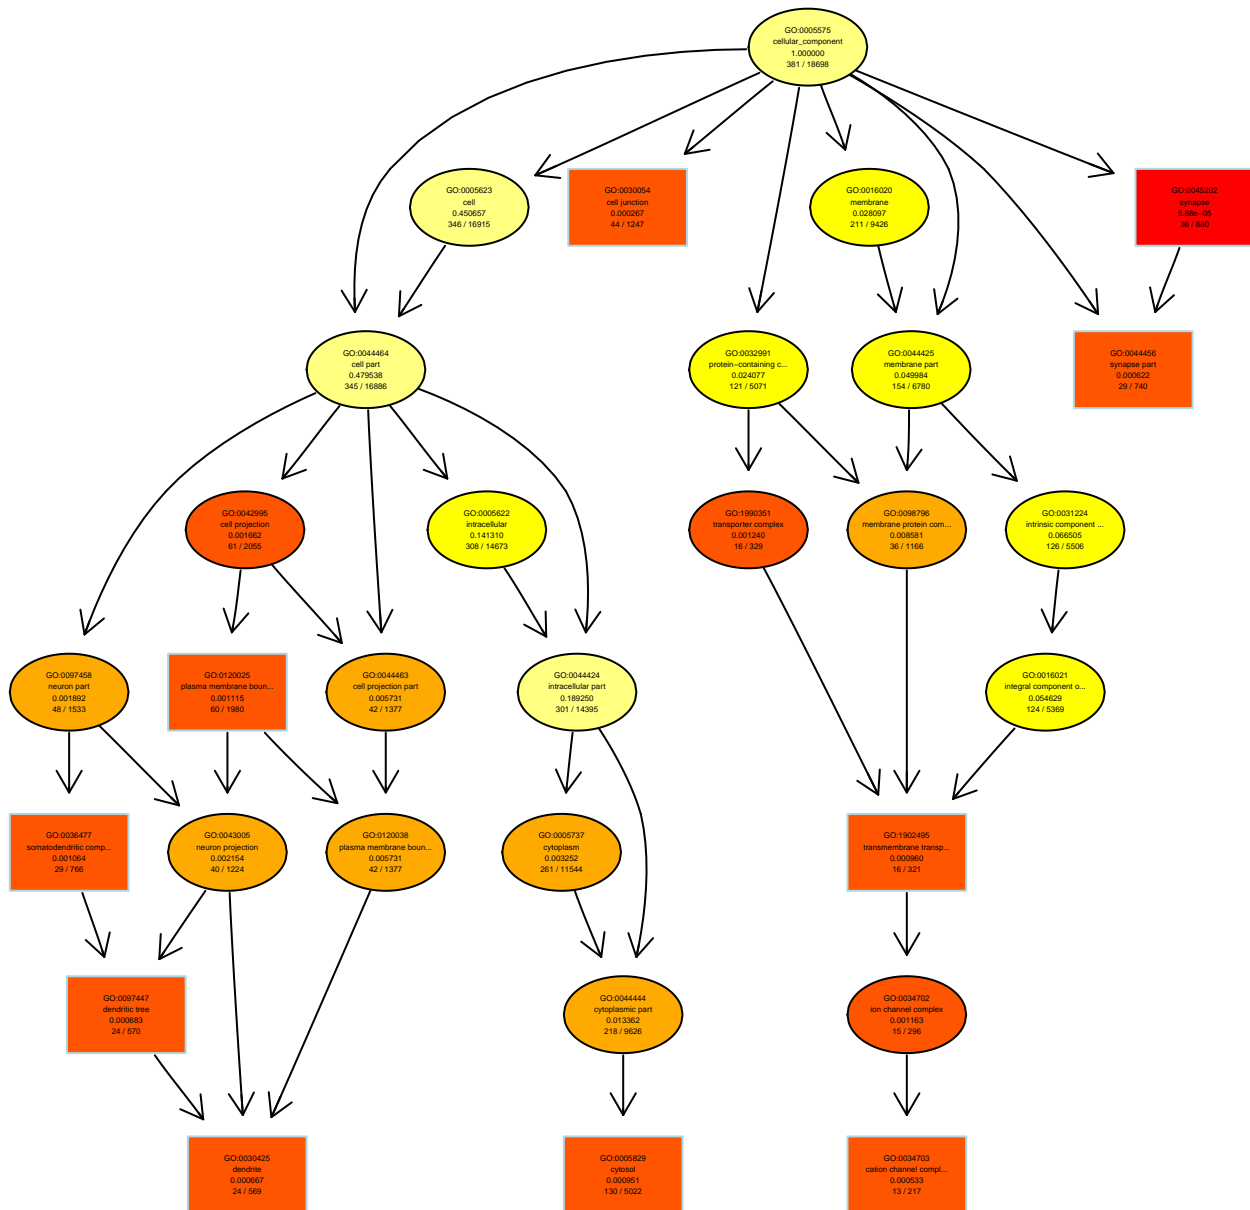 GO:0005575
cellular_component
1.000000
381 / 18698
GO:0005623
cell
0.450657
346 / 16915
GO:0030054
cell junction
0.000267
44 / 1247
GO:0016020
membrane
0.028097
211 / 9426
GO:0045202
synapse
5.88e−05
36 / 880
GO:0044464
cell part
0.479538
345 / 16886
GO:0032991
protein−containing c...
0.024077
121 / 5071
GO:0044425
membrane part
0.049984
154 / 6780
GO:0044456
synapse part
0.000622
29 / 740
GO:0042995
cell projection
0.001662
61 / 2055
GO:0005622
intracellular
0.141310
308 / 14673
GO:1990351
transporter complex
0.001240
16 / 329
GO:0098796
membrane protein com...
0.008581
36 / 1166
GO:0031224
intrinsic component ...
0.066505
126 / 5506
GO:0097458
neuron part
0.001892
48 / 1533
GO:0120025
plasma membrane boun...
0.001115
60 / 1980
GO:0044463
cell projection part
0.005731
42 / 1377
GO:0044424
intracellular part
0.189250
301 / 14395
GO:0016021
integral component o...
0.054629
124 / 5369
GO:0036477
somatodendritic comp...
0.001064
29 / 766
GO:0043005
neuron projection
0.002154
40 / 1224
GO:0120038
plasma membrane boun...
0.005731
42 / 1377
GO:0005737
cytoplasm
0.003252
261 / 11544
GO:1902495
transmembrane transp...
0.000960
16 / 321
GO:0097447
dendritic tree
0.000683
24 / 570
GO:0044444
cytoplasmic part
0.013362
218 / 9626
GO:0034702
ion channel complex
0.001163
15 / 296
GO:0030425
dendrite
0.000667
24 / 569
GO:0005829
cytosol
0.000951
130 / 5022
GO:0034703
cation channel compl...
0.000533
13 / 217